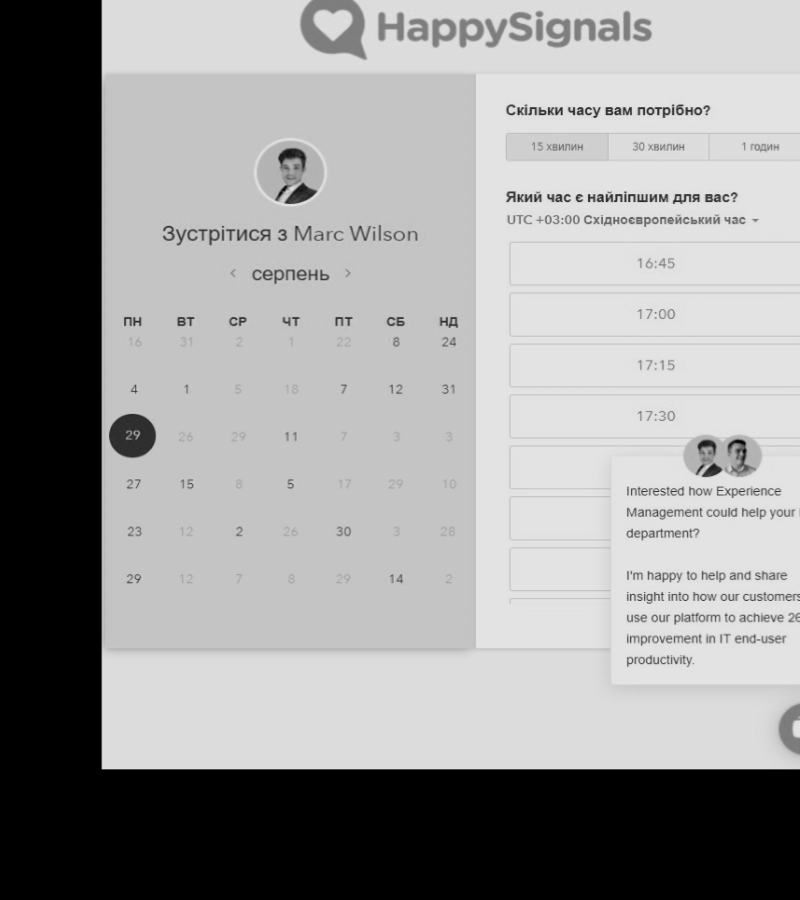 HappySignals
Зустрітися з Marc Wilson
серпень
ПН ВТ СР ЧТ ПТ СБ НД
16 31 2 1 22 8 24
4 1 5 18 7 12 31
29 26 29 11 7 3 3
27 15 8 5 17 29 10
23 12 2 26 30 3 28
29 12 7 8 29 14 2
Скільки часу вам потрібно?
15 хвилин 30 хвилин 1 годин
Який час є найліпшим для вас?
UTC +03:00 Східноєвропейський час
16:45
17:00
17:15
17:30
Interested how Experience
Management could help your
department?
I'm happy to help and share
insight into how our customers
use our platform to achieve 26
improvement in IT end-user
productivity.